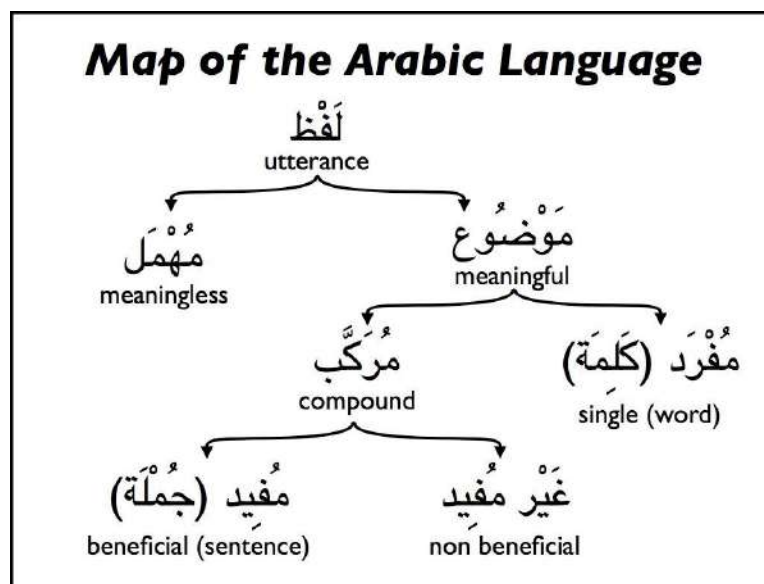 Map of the Arabic Language
لَفْظ
utterance
مُهْمَل
meaningless
مَوْضُوع
meaningful
مُرَكَّب
compound
مُفْرَد (كَلِمَة)
single (word)
مُفِيد (جُمْلَة)
beneficial (sentence)
غَيْر مُفِيد
non beneficial